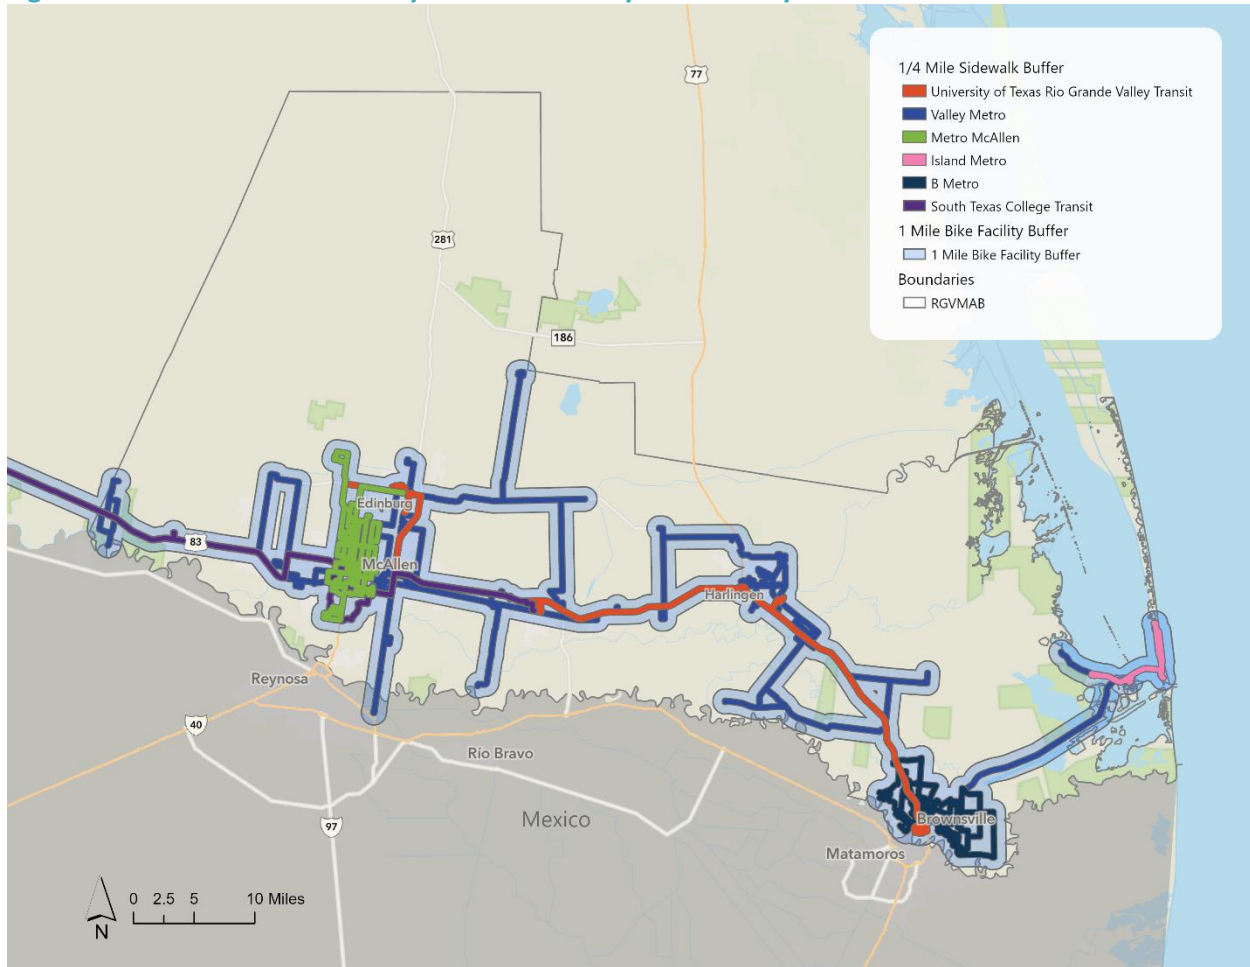 77
1/4 Mile Sidewalk Buffer
University of Texas Rio Grande Valley Transit
Valley Metro
Metro McAllen
Island Metro
B Metro
South Texas College Transit
1 Mile Bike Facility Buffer
1 Mile Bike Facility Buffer
Boundaries
RGVMAB
281
186
Edinburg
83
McAllen
Harlingen
Reynosa
40
Río Bravo
97
Mexico
Brownsville
Matamoros
0 2.5 5 10 Miles
N